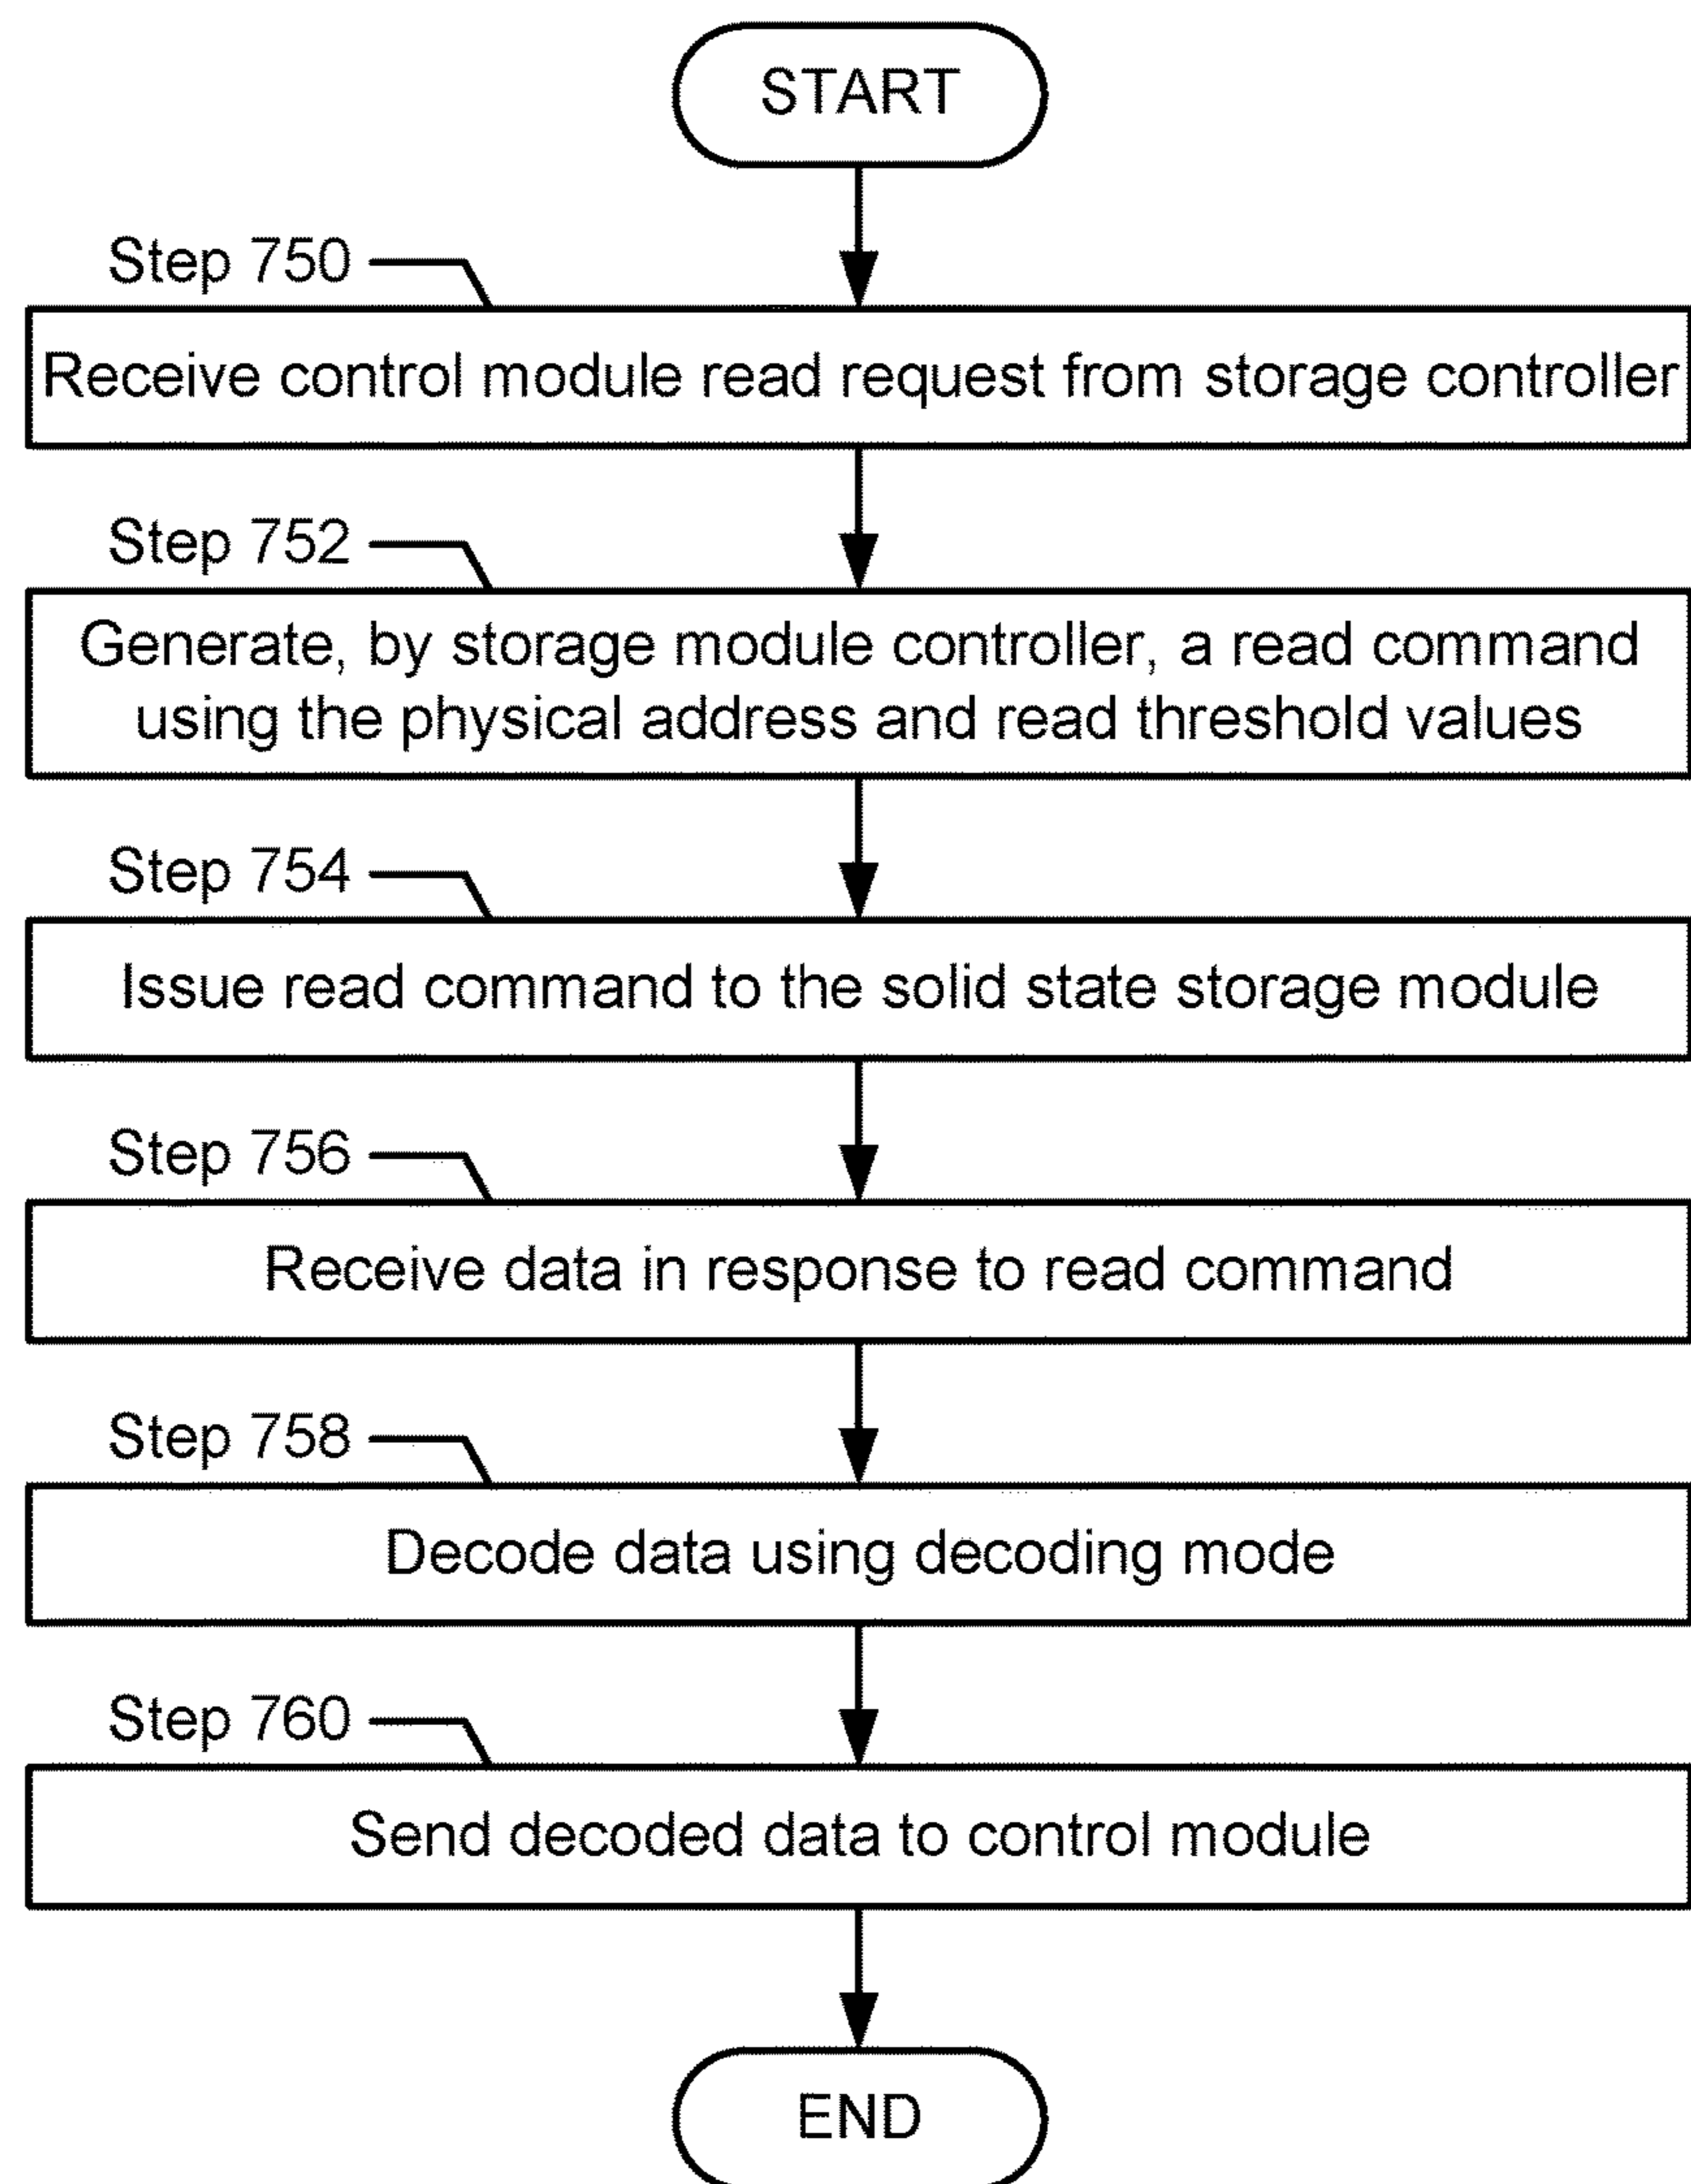 START
Step 750
Receive control module read request from storage controller
Step 752
Generate, by storage module controller, a read command
using the physical address and read threshold values
Step 754
Issue read command to the solid state storage module
Step 756
Receive data in response to read command
Step 758
Decode data using decoding mode
Step 760
Send decoded data to control module
END